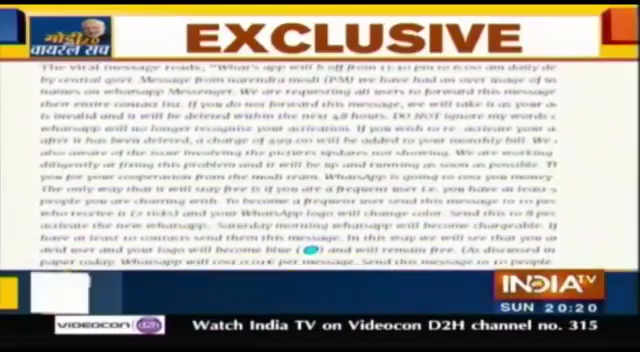 मोदी 2.0
वायरल सच
EXCLUSIVE
The viral message reads, "What's app will b off from 11:30 pm to 6:00 am daily de
by central govt. Message from narendra modi (PM) we have had an over usage of us
names on whatsapp Messenger. We are requesting all users to forward this message
their entire contact list. If you do not forward this message, we will take it as your
is invalid and it will be deleted within the next 48 hours. DO NOT ignore my words
whatsapp will no longer recognise your activation. If you wish to re-activate your a
after it has been deleted, a charge of 499.00 will be added to your monthly bill. We
also aware of the issue involving the pictures updates not showing. We are working
diligently at fixing this problem and it will be up and running as soon as possible. T
you for your cooperation from the modi team. WhatsApp is going to cost you money
The only way that it will stay free is if you are a frequent user i.e. you have at least
people you are chatting with. To become a frequent user send this message to 10 peo
who receive it (2 ticks) and your WhatsApp logo will change color. Send this to 8 peo
activate the new whatsapp.. Saturday morning whatsapp will become chargeable. If
have at least 10 contacts send them this message. In this way we will see that you ar
avid user and your logo will become blue ( ) and will remain free. (As discussed in
paper today. Whatsapp will cost 0.01€ per message. Send this message to 10 people.
INDIA TV
SUN 20:20
VIDEOCON d2h
Watch India TV on Videocon D2H channel no. 315